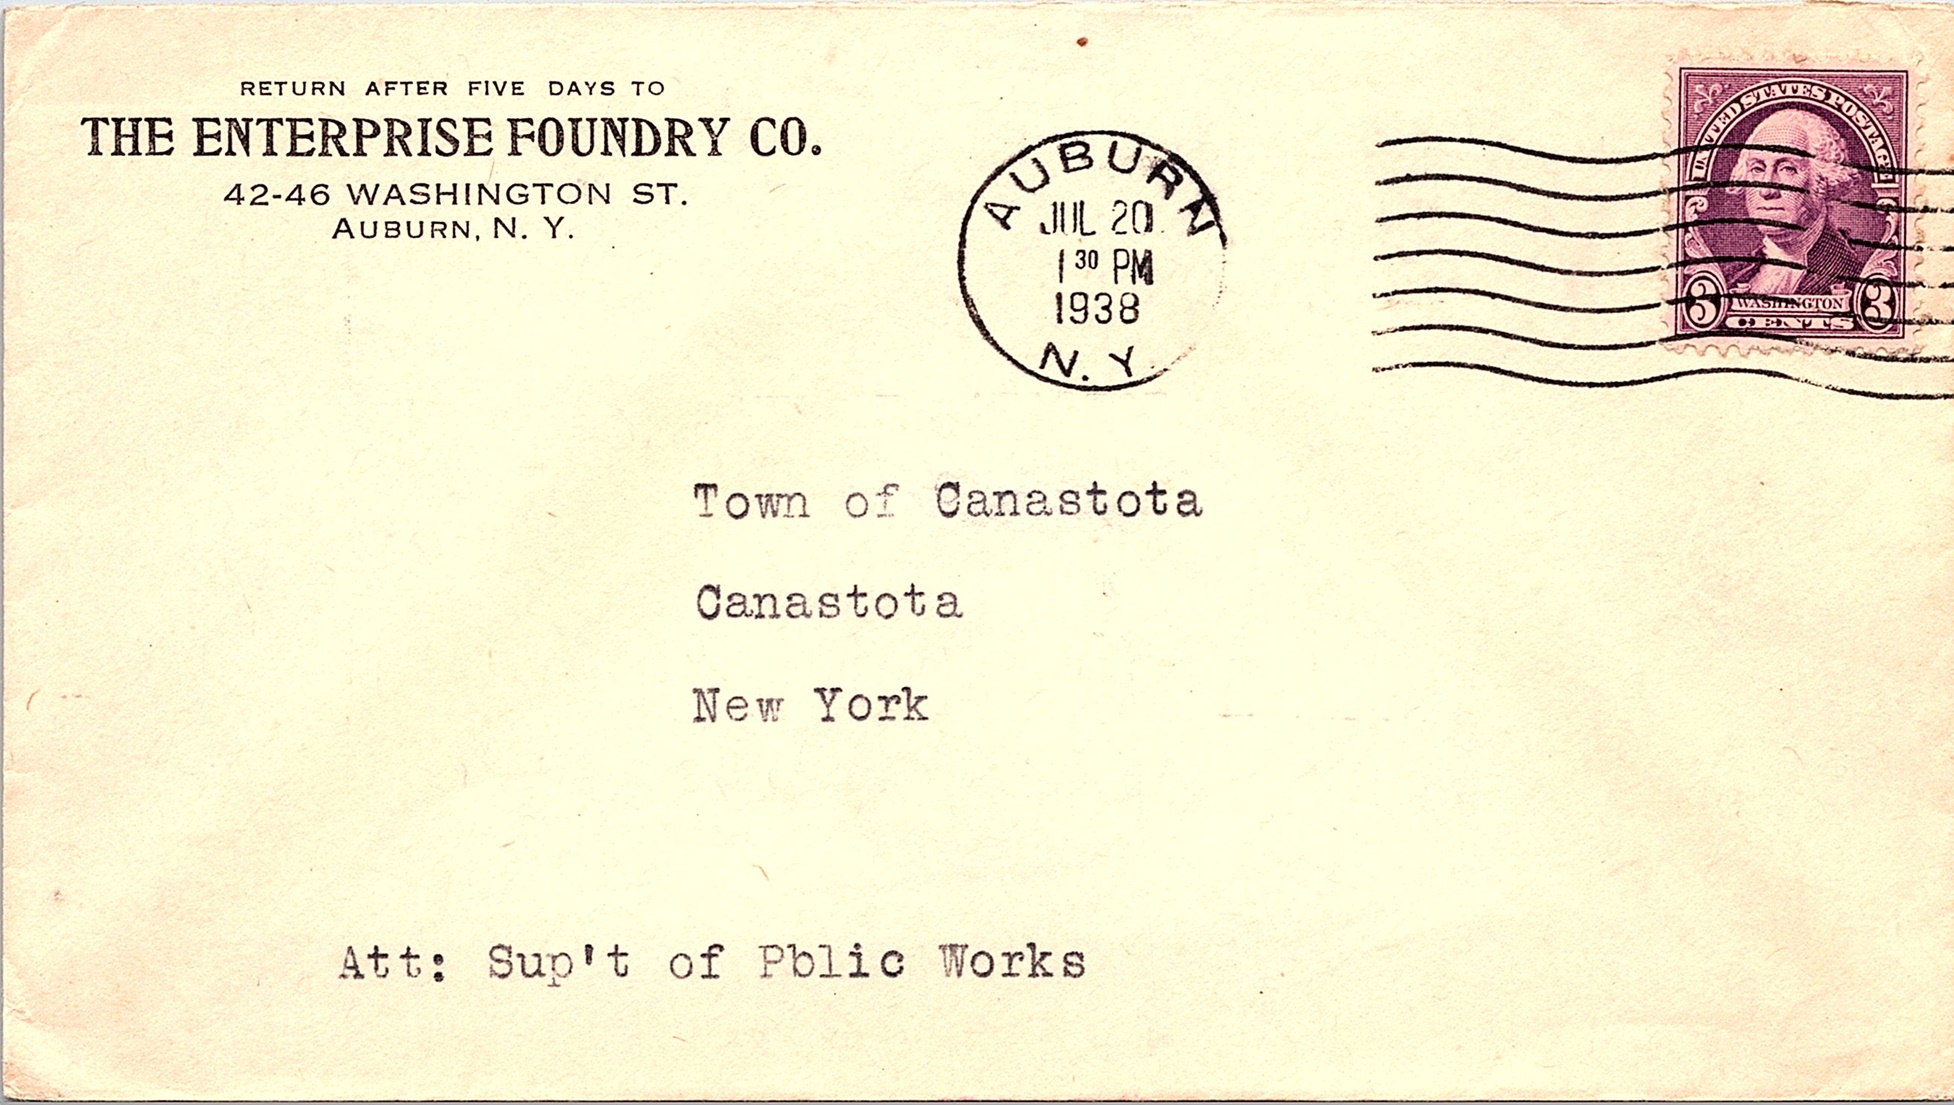 RETURN AFTER FIVE DAYS TO
THE ENTERPRISE FOUNDRY CO.
42-46 WASHINGTON ST.
AUBURN, N. Y.
AUBURN
JUL 20
1 30 PM
1938
N. Y.
UNITED STATES POSTAGE
3 WASHINGTON 3
CENTS
Town of Canastota
Canastota
New York
Att: Sup't of Pblic Works